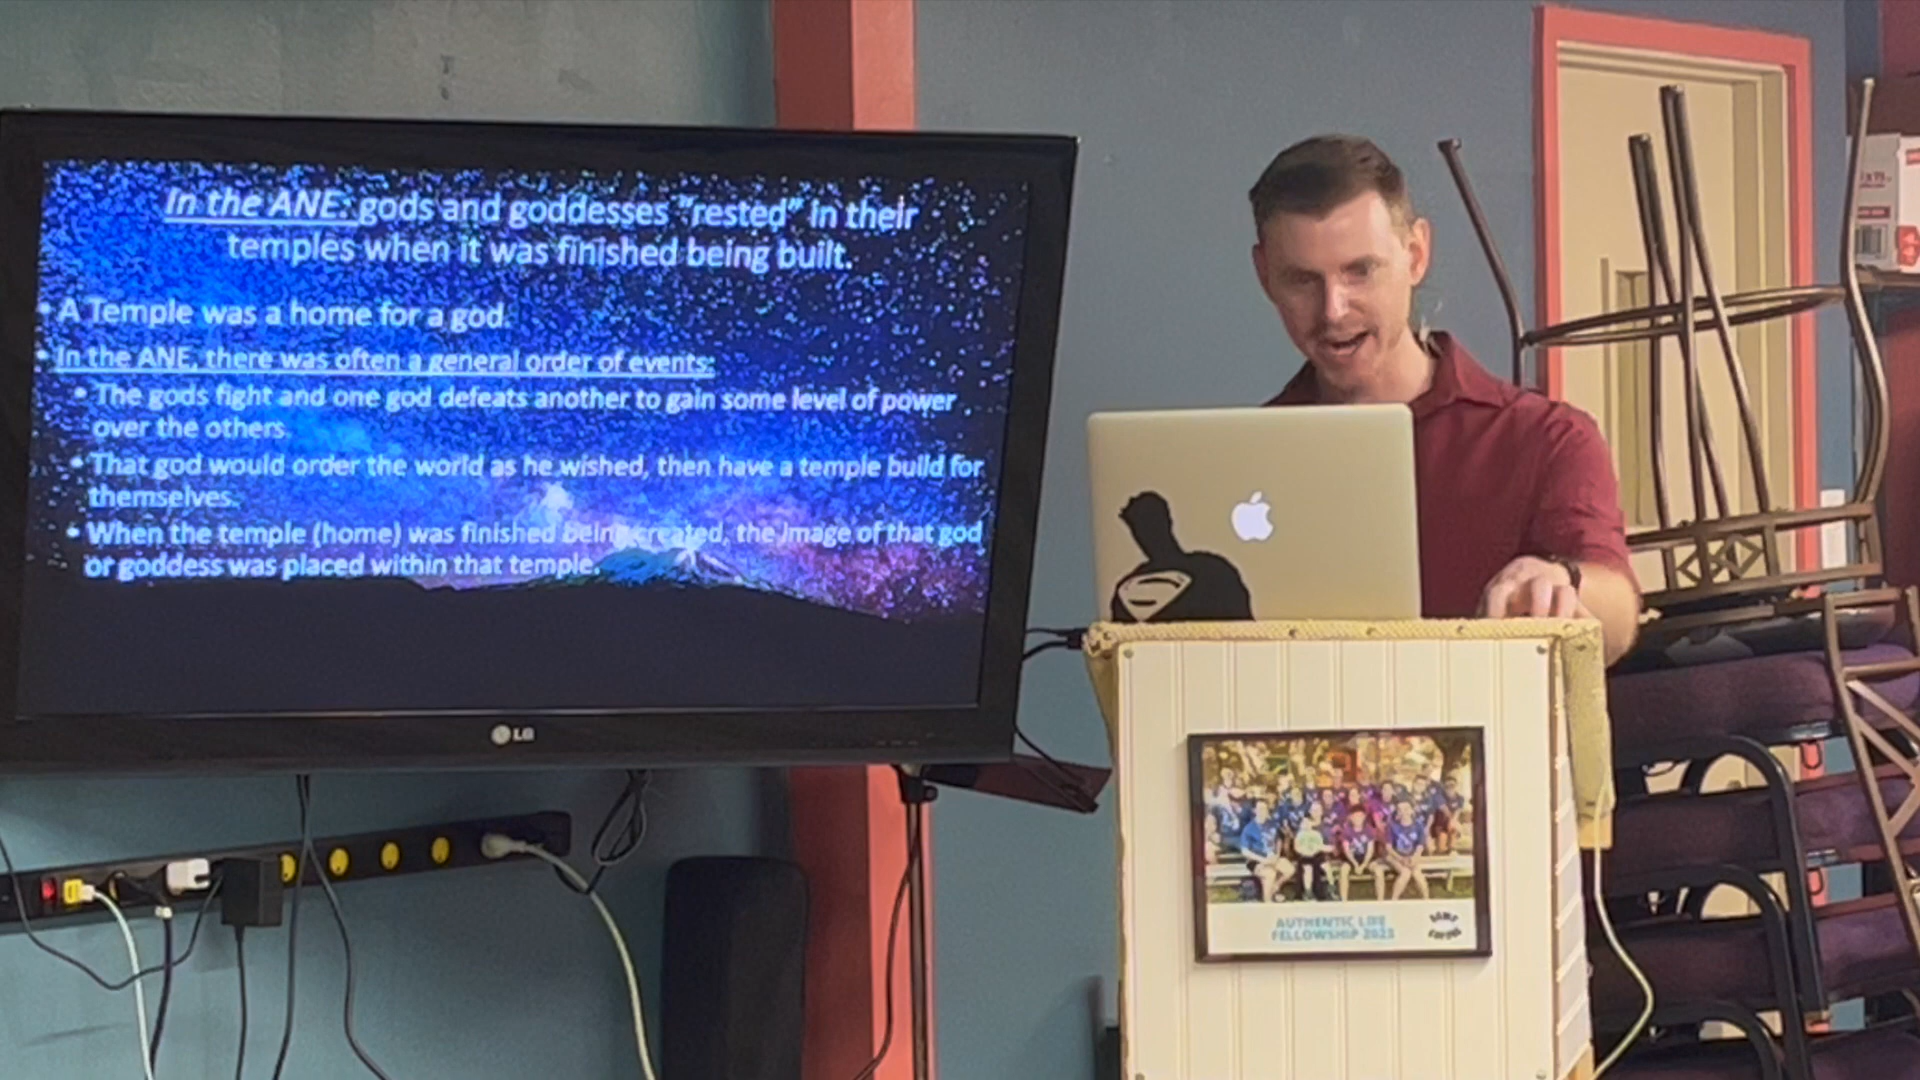 In the ANE: gods and goddesses "rested" in their
temples when it was finished being built.
• A Temple was a home for a god.
• In the ANE, there was often a general order of events:
• The gods fight and one god defeats another to gain some level of power
over the others.
• That god would order the world as he wished, then have a temple build for
themselves.
• When the temple (home) was finished being created, the image of that god
or goddess was placed within that temple.
LG
AUTHENTIC LIFE
FELLOWSHIP 2023
CAMP